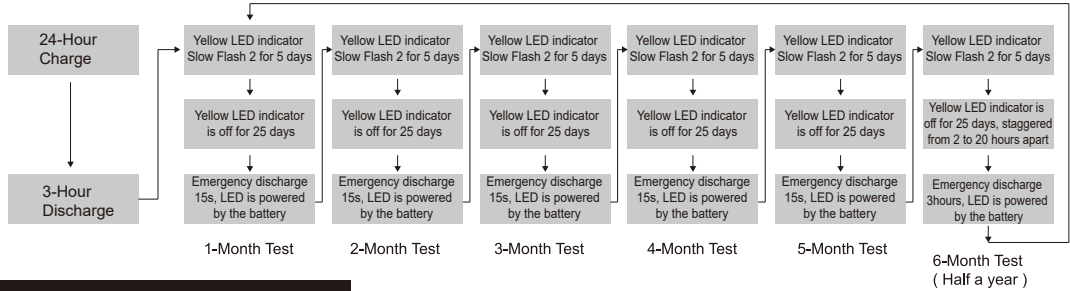 24-Hour
Charge
3-Hour
Discharge
Yellow LED indicator
Slow Flash 2 for 5 days
Yellow LED indicator
is off for 25 days
Emergency discharge
15s, LED is powered
by the battery
1-Month Test
Yellow LED indicator
Slow Flash 2 for 5 days
Yellow LED indicator
is off for 25 days
Emergency discharge
15s, LED is powered
by the battery
2-Month Test
Yellow LED indicator
Slow Flash 2 for 5 days
Yellow LED indicator
is off for 25 days
Emergency discharge
15s, LED is powered
by the battery
3-Month Test
Yellow LED indicator
Slow Flash 2 for 5 days
Yellow LED indicator
is off for 25 days
Emergency discharge
15s, LED is powered
by the battery
4-Month Test
Yellow LED indicator
Slow Flash 2 for 5 days
Yellow LED indicator
is off for 25 days
Emergency discharge
15s, LED is powered
by the battery
5-Month Test
Yellow LED indicator
Slow Flash 2 for 5 days
Yellow LED indicator is
off for 25 days, staggered
from 2 to 20 hours apart
Emergency discharge
3hours, LED is powered
by the battery
6-Month Test
( Half a year )